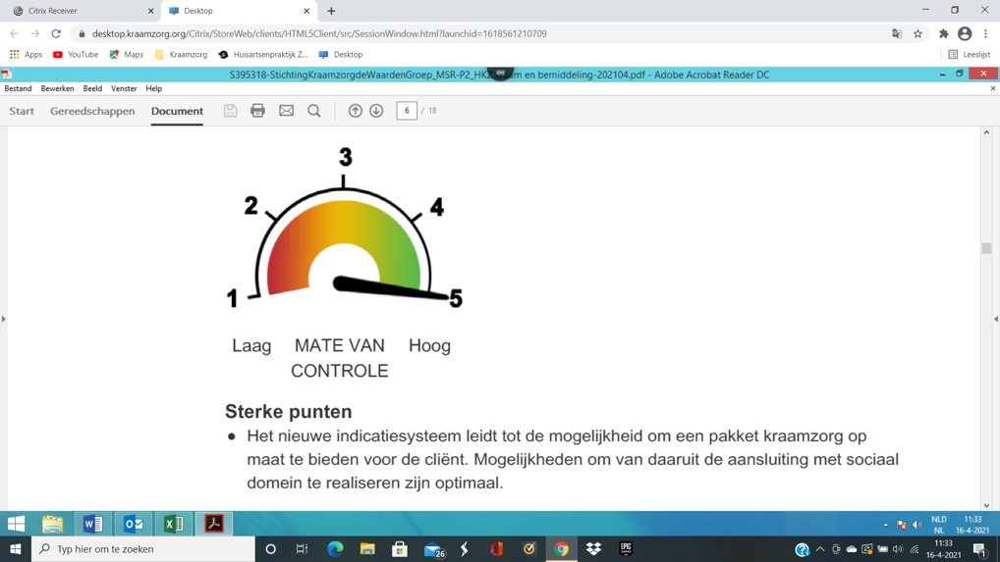 Citrix Receiver
Desktop
desktop.kraamzorg.org/Citrix/StoreWeb/clients/HTML5Client/src/SessionWindow.html?launchid=1618561210709
Apps
YouTube
Maps
Kraamzorg
Huisartsenpraktijk Z...
Desktop
Leeslijst
S395318-StichtingKraamzorgdeWaardenGroep_MSR-P2_HKZ
am en bemiddeling-202104.pdf - Adobe Acrobat Reader DC
Bestand Bewerken Beeld Venster Help
Start Gereedschappen Document 6 / 18
3
2
4
1
5
Laag MATE VAN Hoog
CONTROLE
Sterke punten
● Het nieuwe indicatiesysteem leidt tot de mogelijkheid om een pakket kraamzorg op
maat te bieden voor de cliënt. Mogelijkheden om van daaruit de aansluiting met sociaal
domein te realiseren zijn optimaal.
NLD 11:33
NL 16-4-2021
Typ hier om te zoeken
26
EPIC
GAMES
11:33
16-4-2021
1